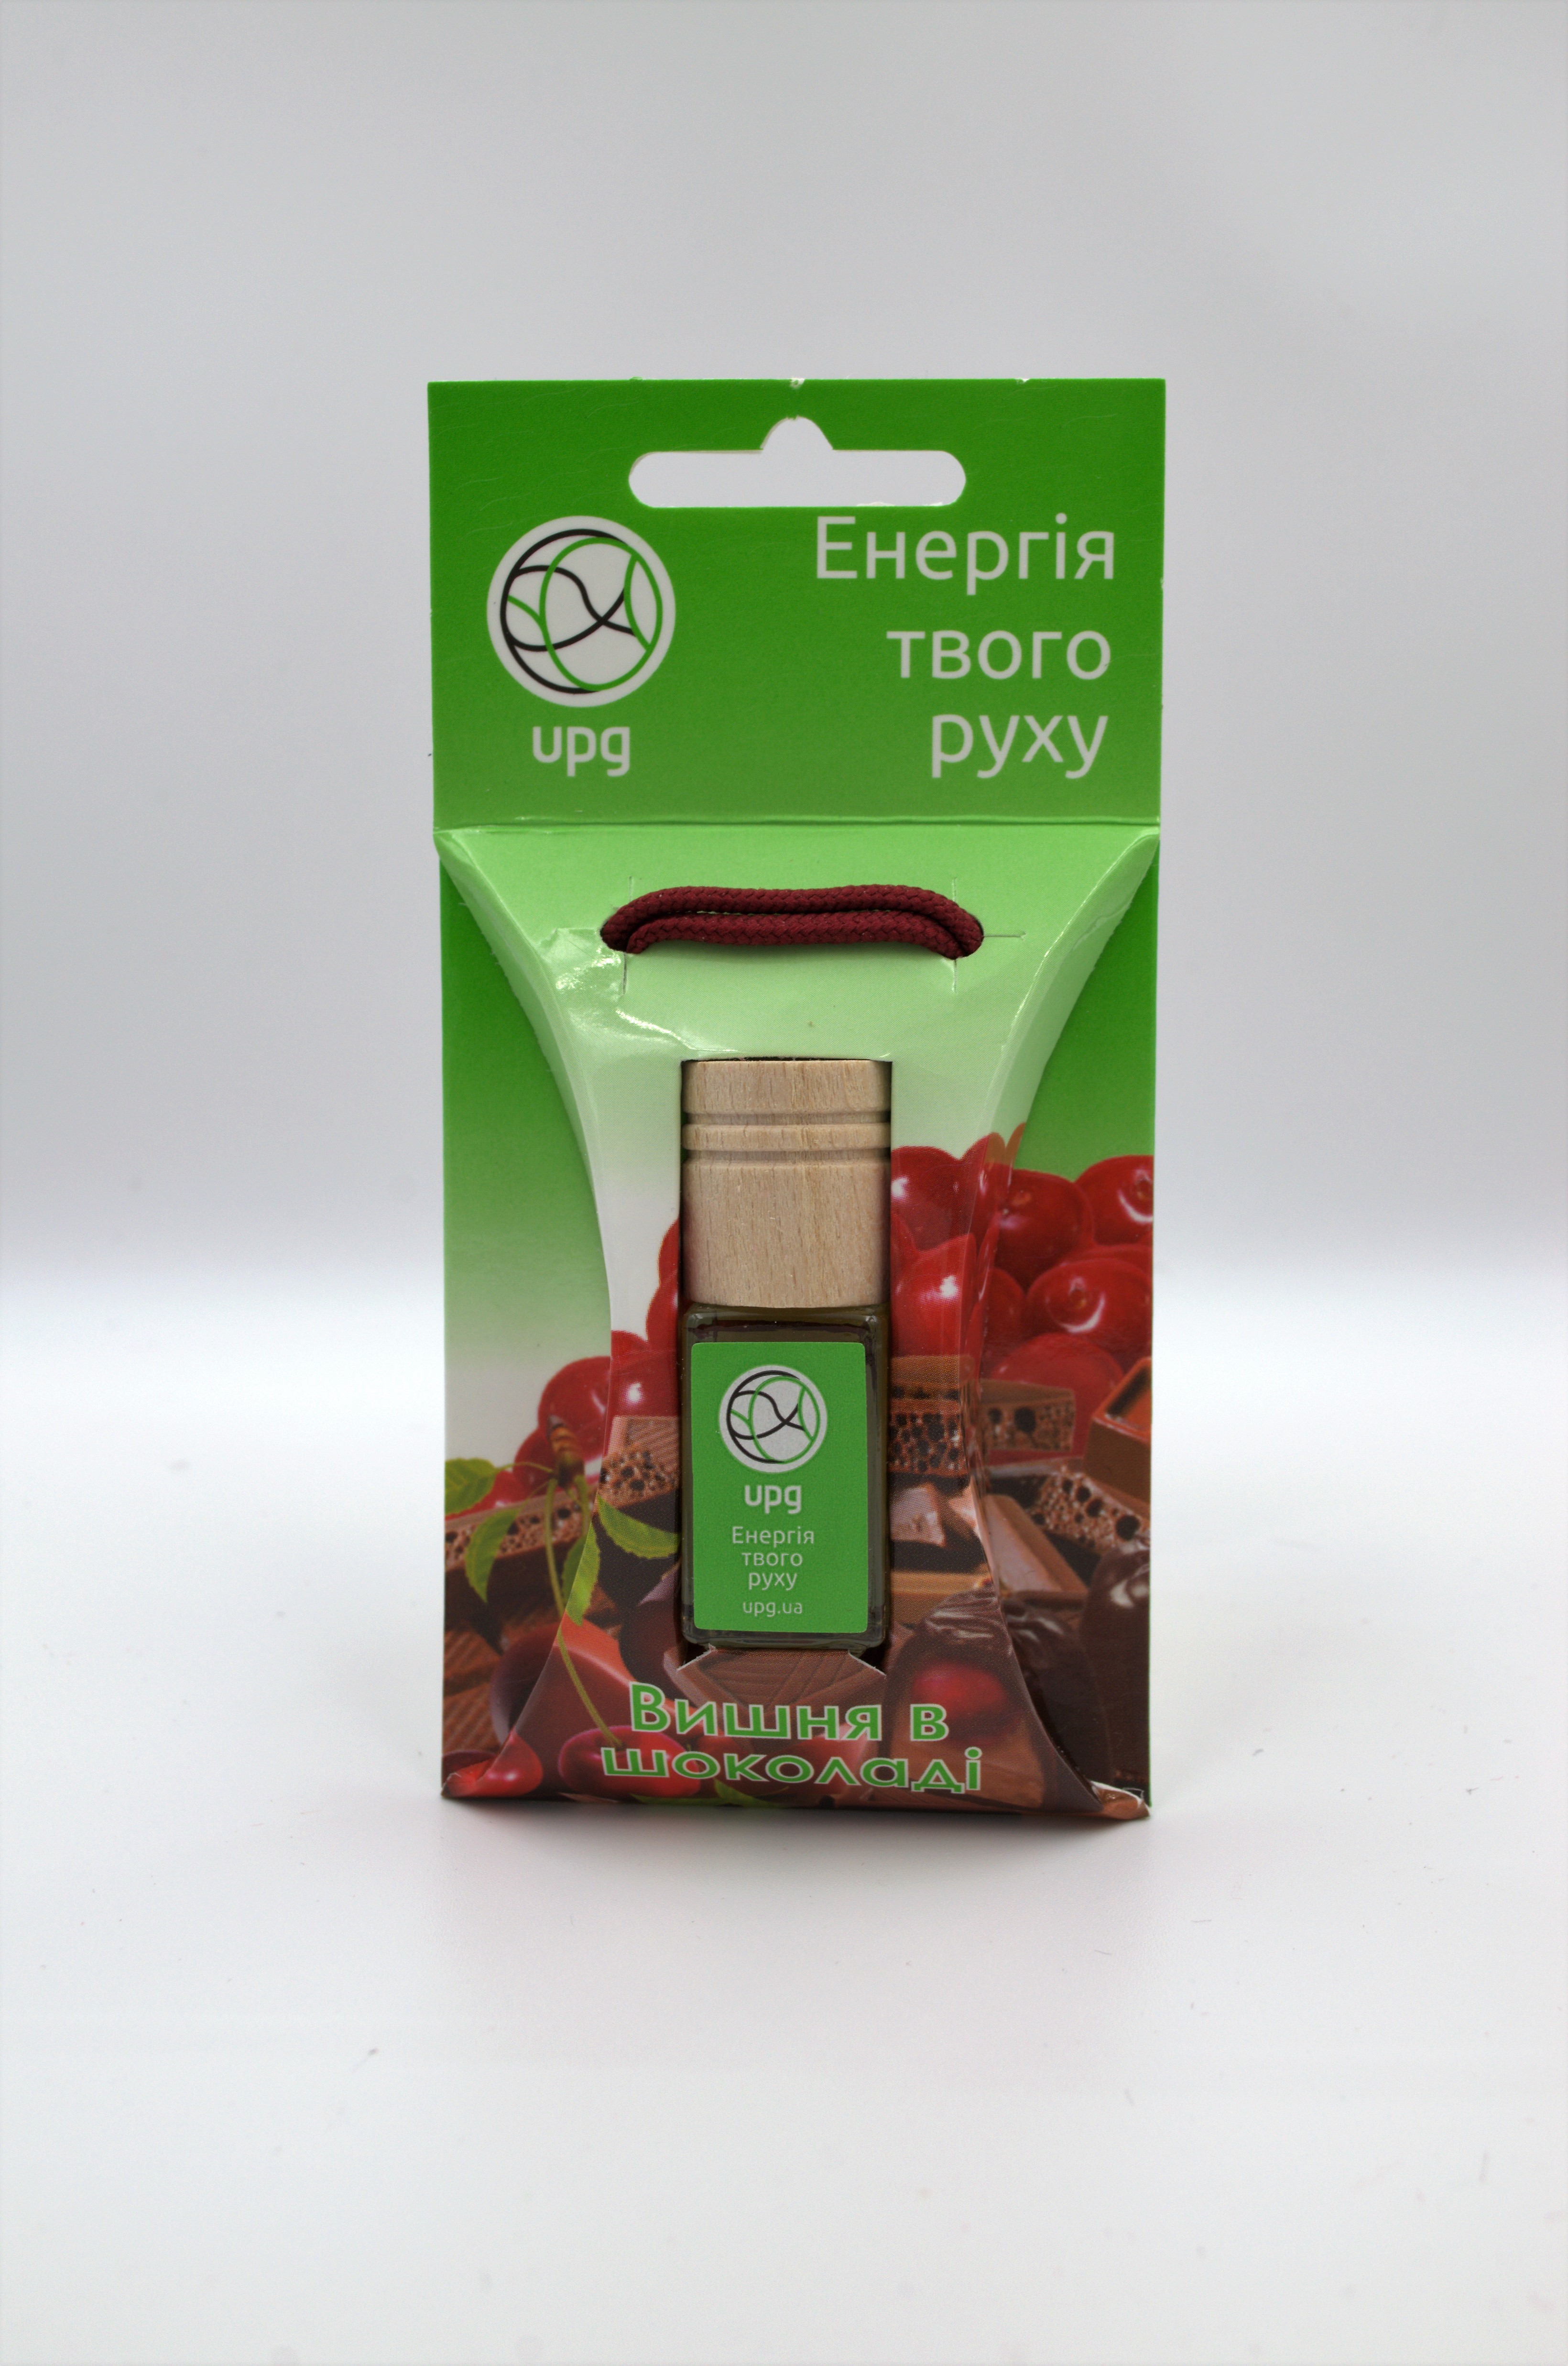 Енергія
твого
руху
upg
upg
Енергія
твого
руху
upg.ua
Вишня в
шоколаді